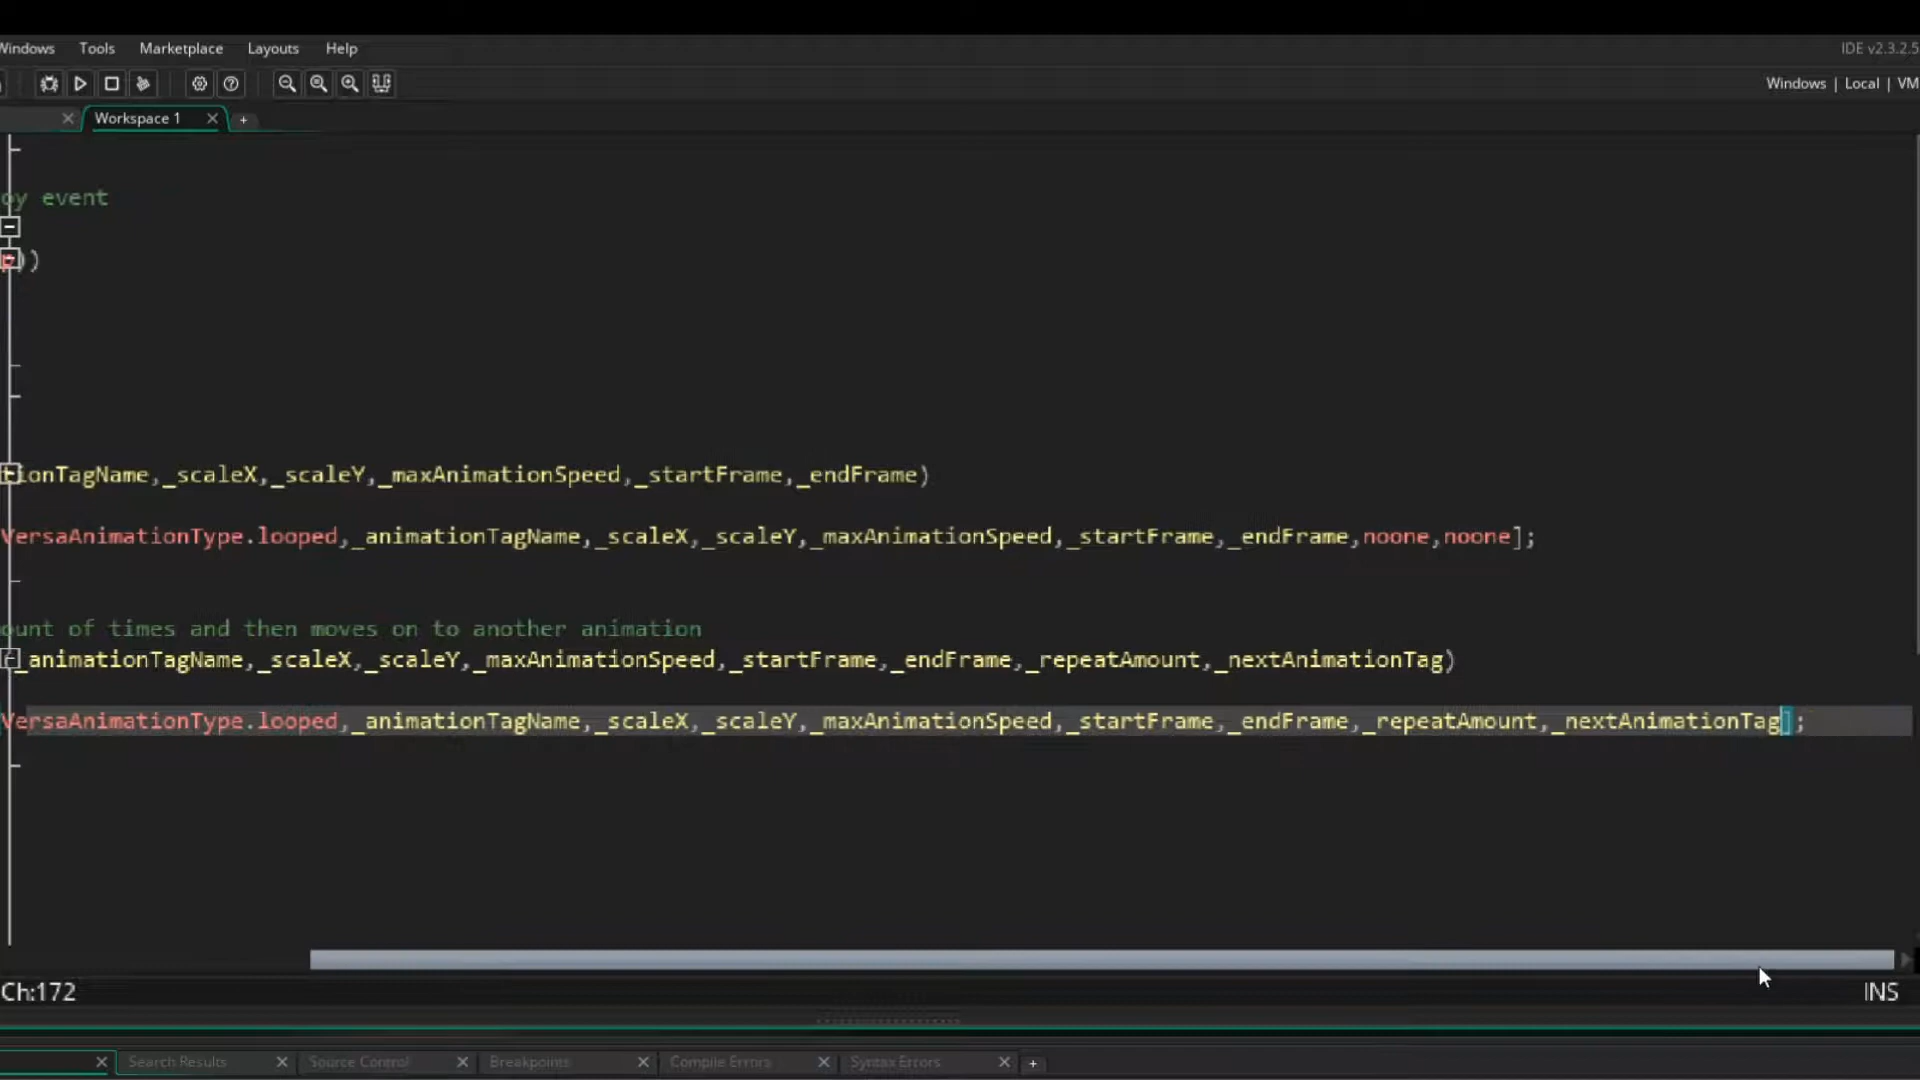 Windows Tools Marketplace Layouts Help IDE v2.3.2.5
Windows | Local | VM
Workspace 1
oy event
))
tionTagName,_scaleX,_scaleY,_maxAnimationSpeed,_startFrame,_endFrame)
VersaAnimationType.looped,_animationTagName,_scaleX,_scaleY,_maxAnimationSpeed,_startFrame,_endFrame,noone,noone];
ount of times and then moves on to another animation
_animationTagName,_scaleX,_scaleY,_maxAnimationSpeed,_startFrame,_endFrame,_repeatAmount,_nextAnimationTag)
VersaAnimationType.looped,_animationTagName,_scaleX,_scaleY,_maxAnimationSpeed,_startFrame,_endFrame,_repeatAmount,_nextAnimationTag];
Ch:172 INS
Search Results Source Control Breakpoints Compile Errors Syntax Errors